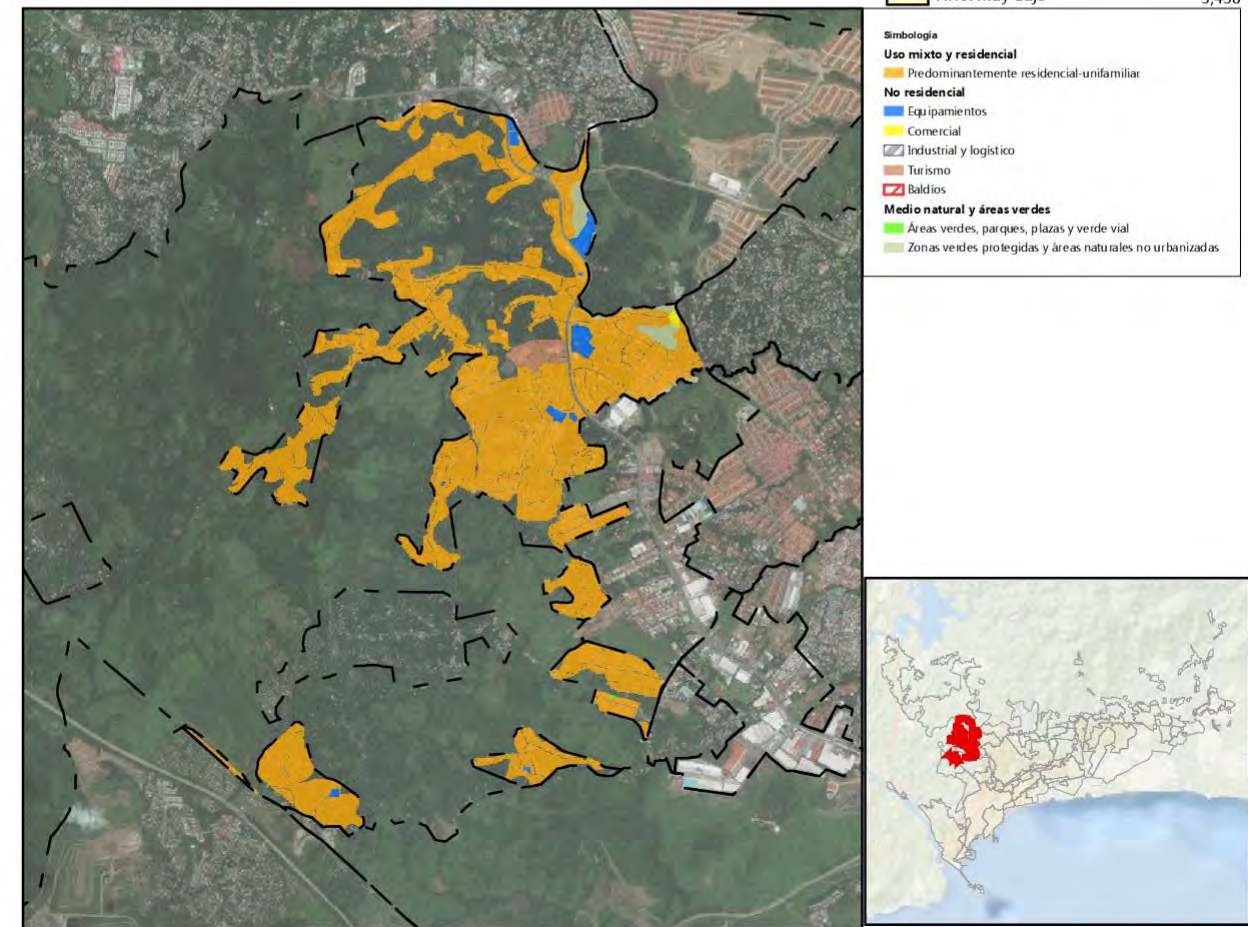 Simbología
Uso mixto y residencial
Predominantemente residencial-unifamiliar
No residencial
Equipamientos
Comercial
Industrial y logístico
Turismo
Baldíos
Medio natural y áreas verdes
Áreas verdes, parques, plazas y verde vial
Zonas verdes protegidas y áreas naturales no urbanizadas